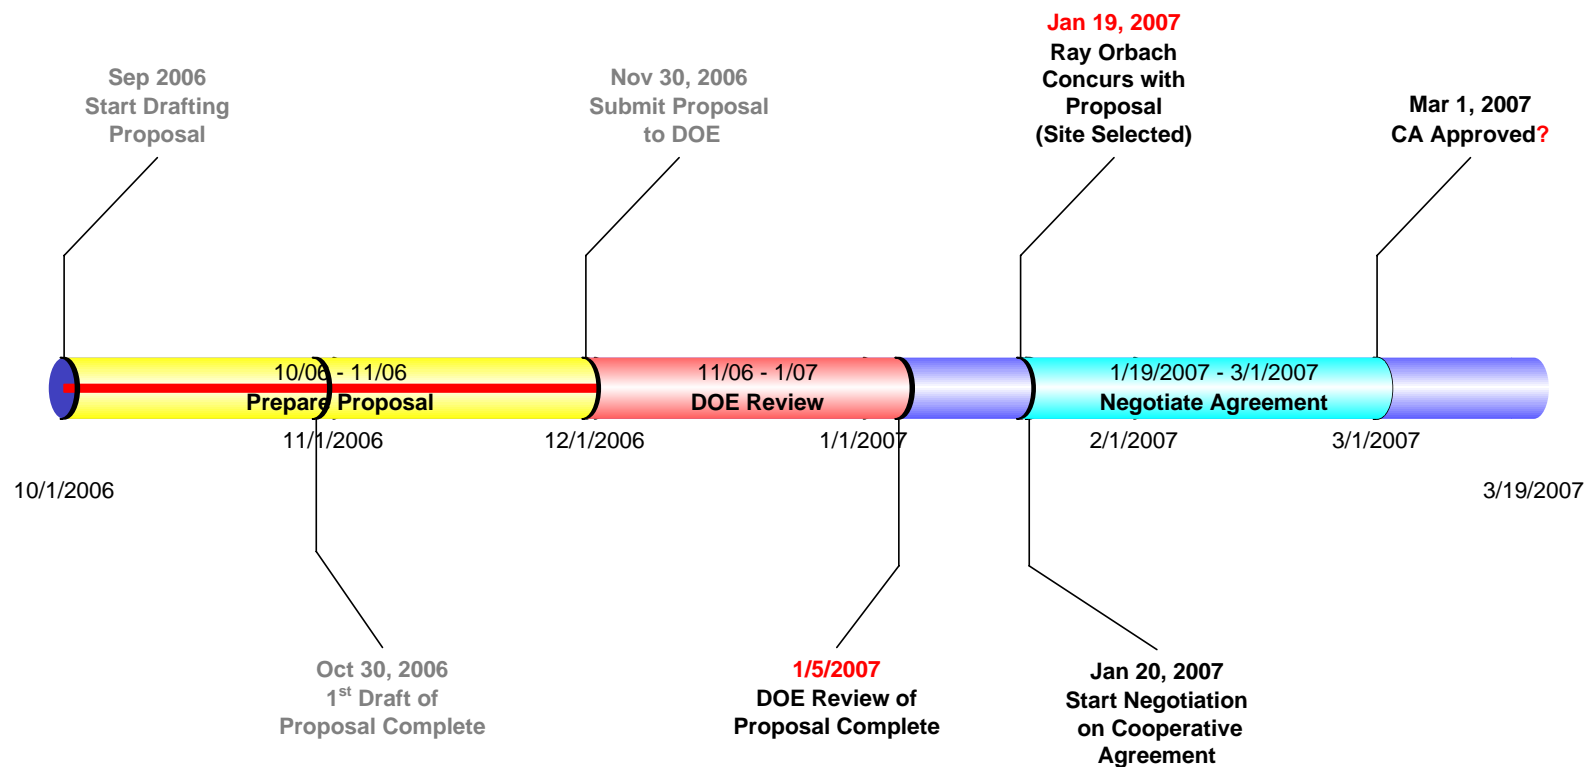 Jan 19, 2007
Ray Orbach
Concurs with
Proposal
(Site Selected)
Sep 2006
Start Drafting
Proposal
Nov 30, 2006
Submit Proposal
to DOE
Mar 1, 2007
CA Approved?
10/06 - 11/06
Prepare Proposal
11/06 - 1/07
DOE Review
1/19/2007 - 3/1/2007
Negotiate Agreement
11/1/2006
12/1/2006
1/1/2007
2/1/2007
3/1/2007
10/1/2006
3/19/2007
Oct 30, 2006
1st Draft of
Proposal Complete
1/5/2007
DOE Review of
Proposal Complete
Jan 20, 2007
Start Negotiation
on Cooperative
Agreement